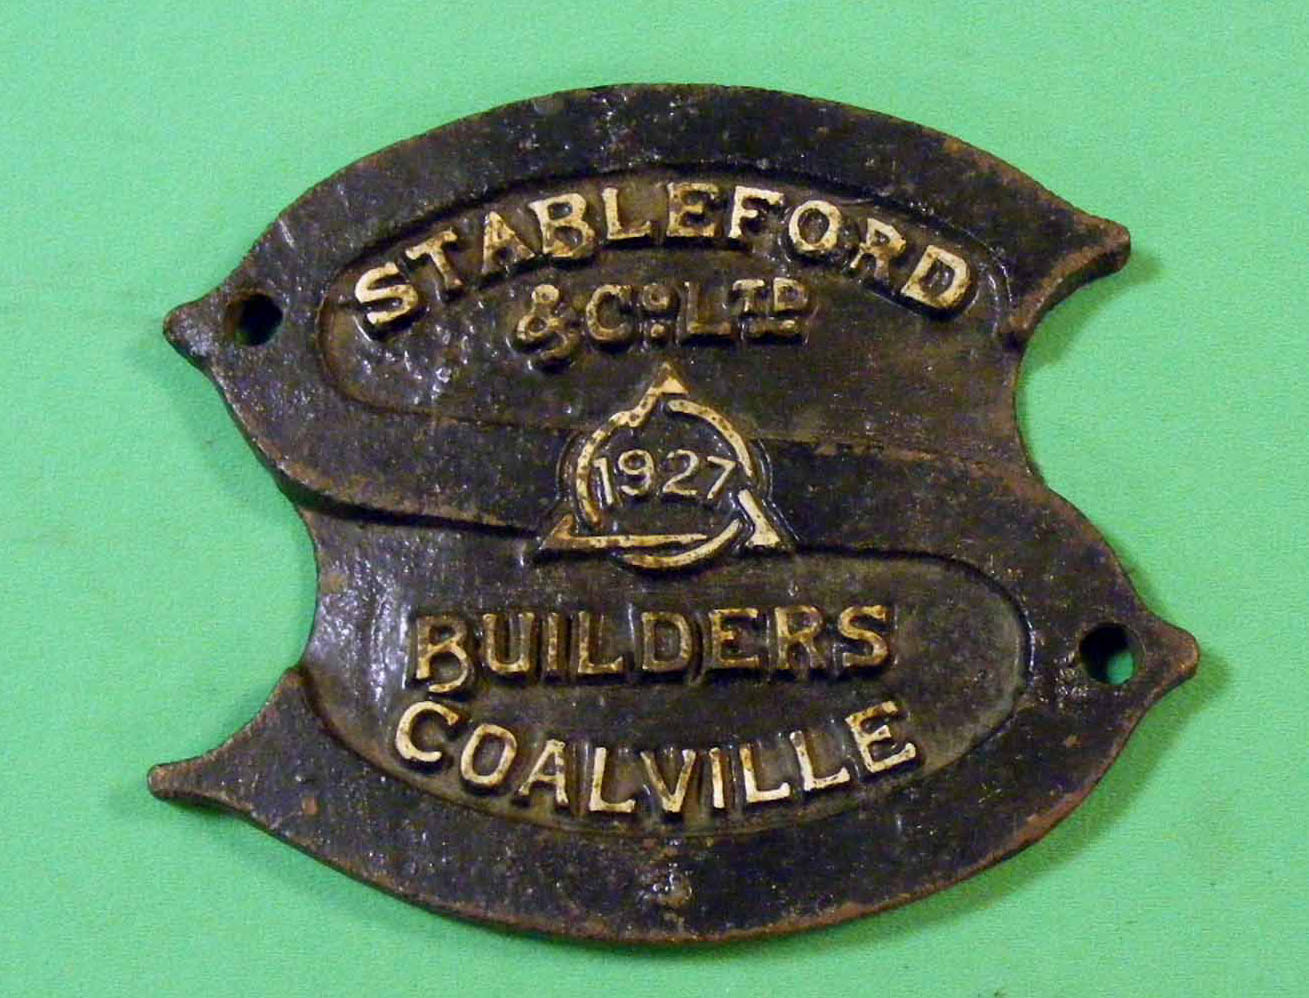 STABLEFORD
& Co. LTD
1927
BUILDERS
COALVILLE